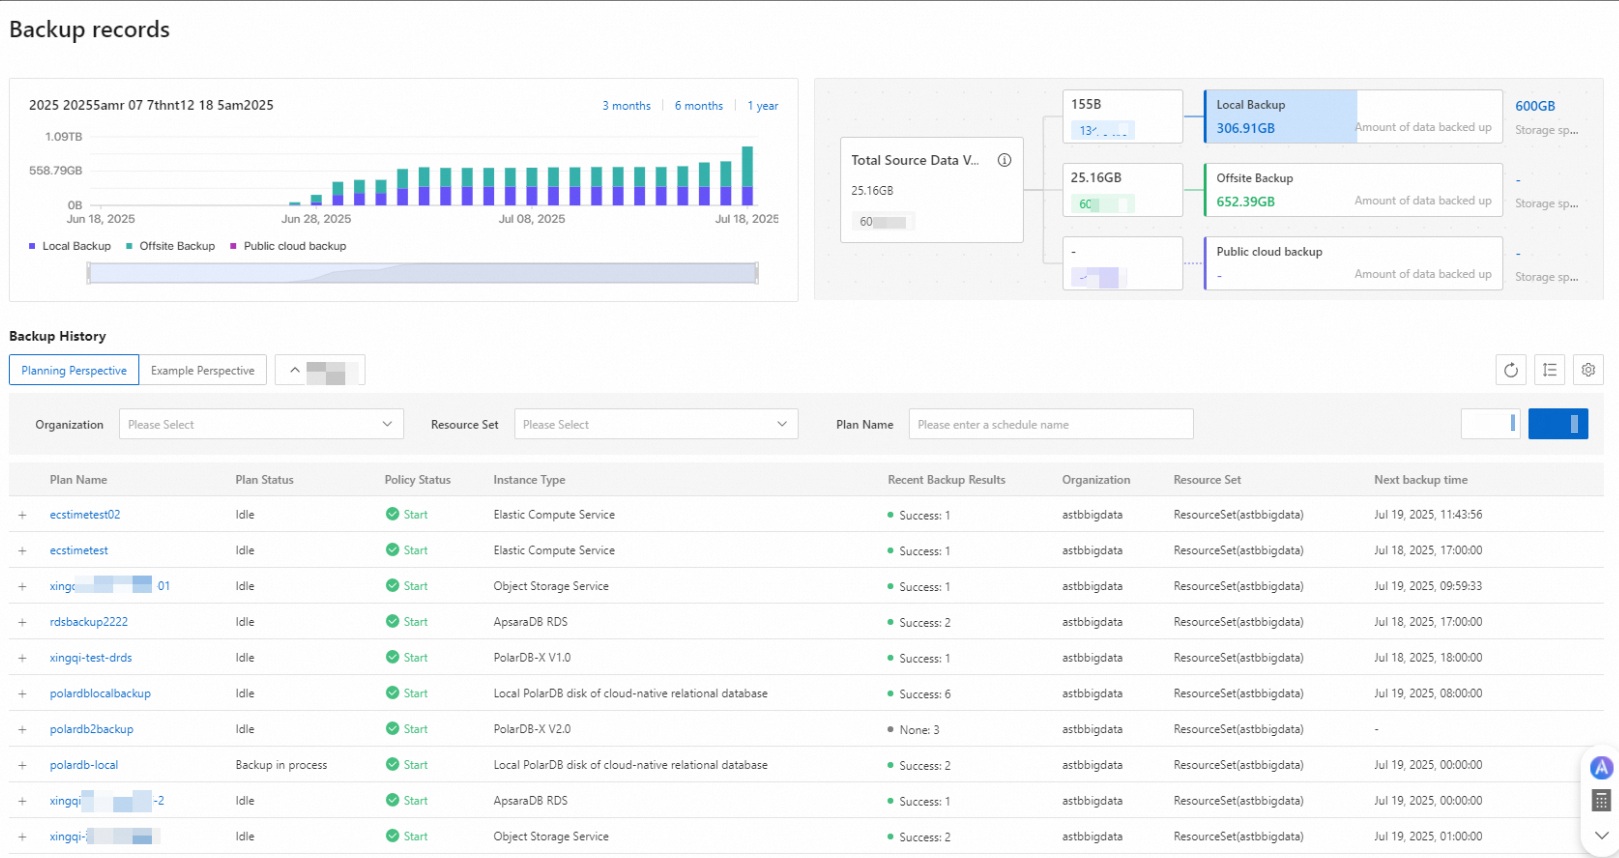 Backup records
2025 20255amr 07 7thnt12 18 5am2025
3 months 6 months 1 year
1.09TB
558.79GB
0B
Jun 18, 2025 Jun 28, 2025 Jul 08, 2025 Jul 18, 2025
Local Backup Offsite Backup Public cloud backup
Total Source Data V...
25.16GB
60
155B
Local Backup
306.91GB
Amount of data backed up
600GB
Storage sp...
25.16GB
60
Offsite Backup
652.39GB
Amount of data backed up
-
Storage sp...
-
Public cloud backup
-
Amount of data backed up
-
Storage sp...
Backup History
Planning Perspective Example Perspective
Organization Please Select Resource Set Please Select Plan Name Please enter a schedule name
Plan Name Plan Status Policy Status Instance Type Recent Backup Results Organization Resource Set Next backup time
+ ecstimetest02 Idle Start Elastic Compute Service Success: 1 astbbigdata ResourceSet(astbbigdata) Jul 19, 2025, 11:43:56
+ ecstimetest Idle Start Elastic Compute Service Success: 1 astbbigdata ResourceSet(astbbigdata) Jul 18, 2025, 17:00:00
+ xingq -01 Idle Start Object Storage Service Success: 1 astbbigdata ResourceSet(astbbigdata) Jul 19, 2025, 09:59:33
+ rdsbackup2222 Idle Start ApsaraDB RDS Success: 2 astbbigdata ResourceSet(astbbigdata) Jul 18, 2025, 17:00:00
+ xingqi-test-drds Idle Start PolarDB-X V1.0 Success: 1 astbbigdata ResourceSet(astbbigdata) Jul 18, 2025, 18:00:00
+ polardblocalbackup Idle Start Local PolarDB disk of cloud-native relational database Success: 6 astbbigdata ResourceSet(astbbigdata) Jul 19, 2025, 08:00:00
+ polardb2backup Idle Start PolarDB-X V2.0 None: 3 astbbigdata ResourceSet(astbbigdata) -
+ polardb-local Backup in process Start Local PolarDB disk of cloud-native relational database Success: 2 astbbigdata ResourceSet(astbbigdata) Jul 19, 2025, 00:00:00
+ xingqi -2 Idle Start ApsaraDB RDS Success: 1 astbbigdata ResourceSet(astbbigdata) Jul 19, 2025, 00:00:00
+ xingqi- Idle Start Object Storage Service Success: 2 astbbigdata ResourceSet(astbbigdata) Jul 19, 2025, 01:00:00